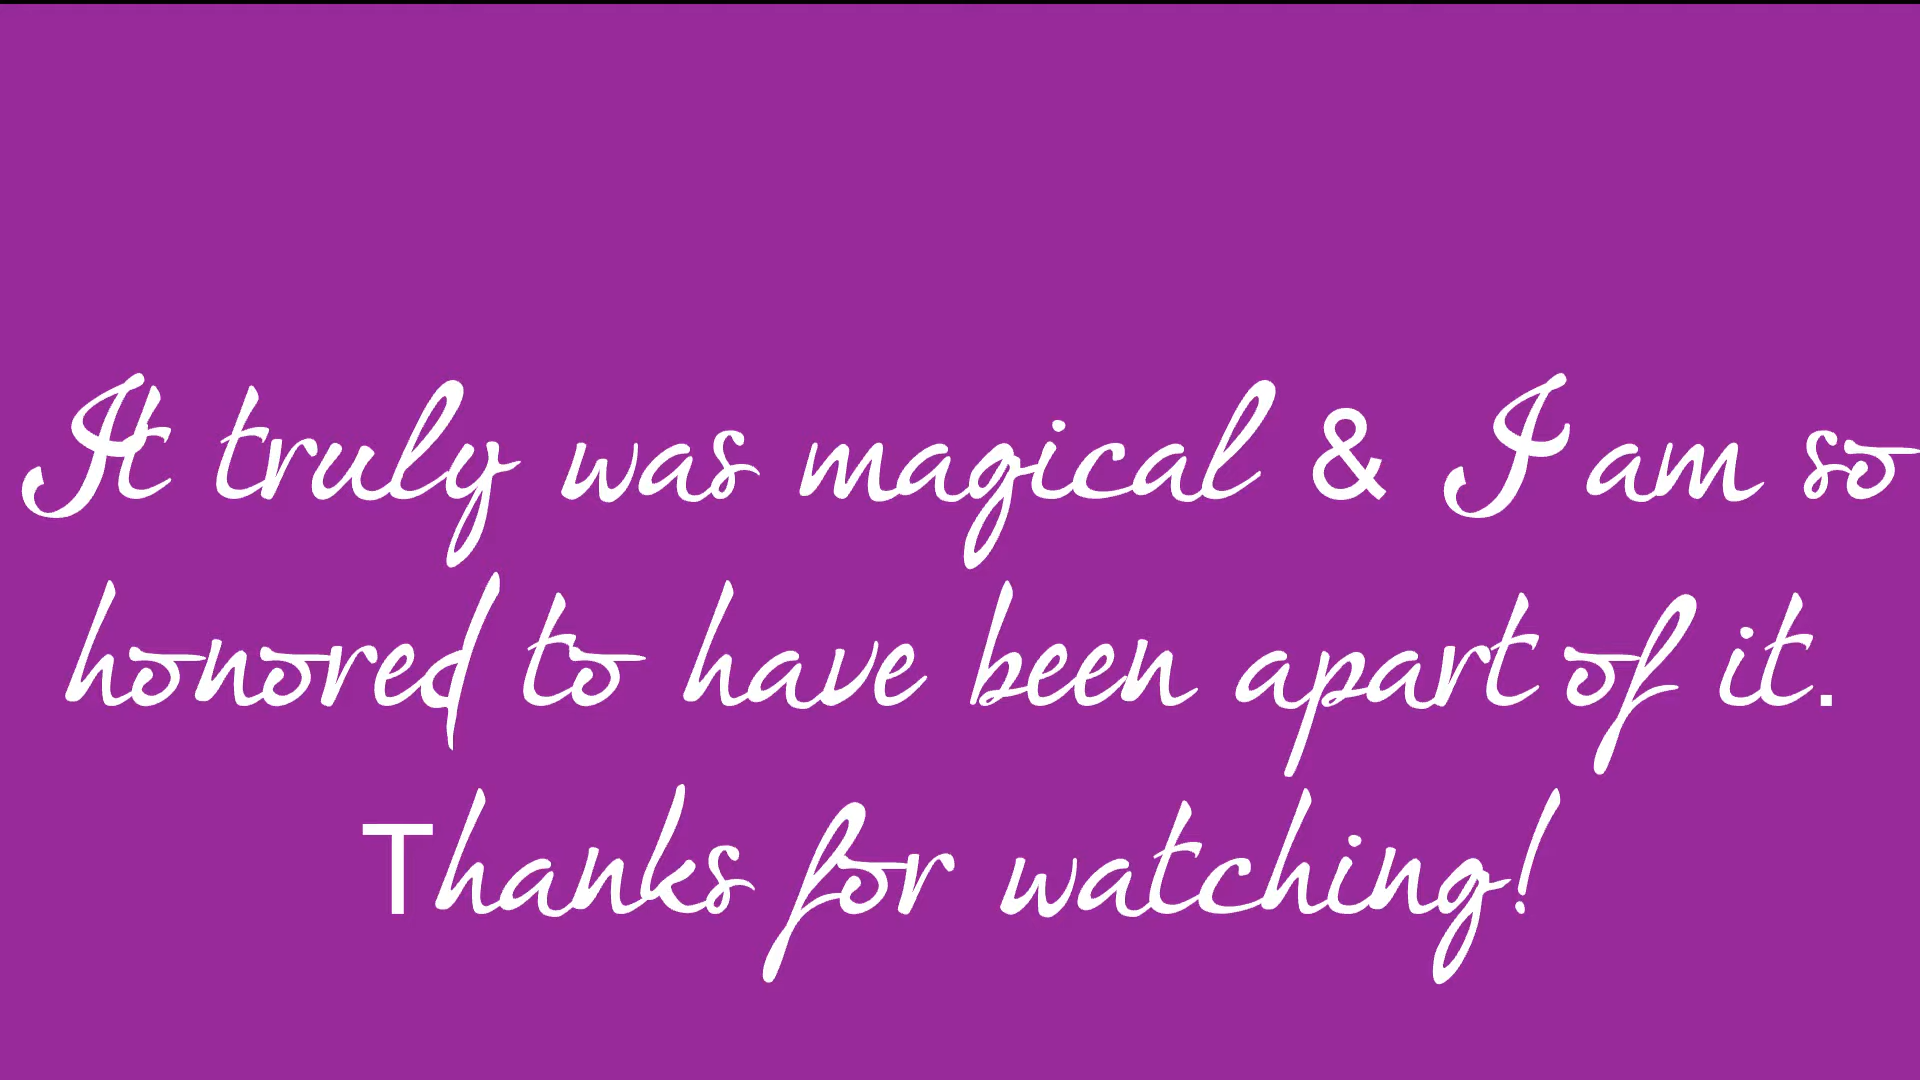 It truly was magical & I am so
honored to have been apart of it.
Thanks for watching!